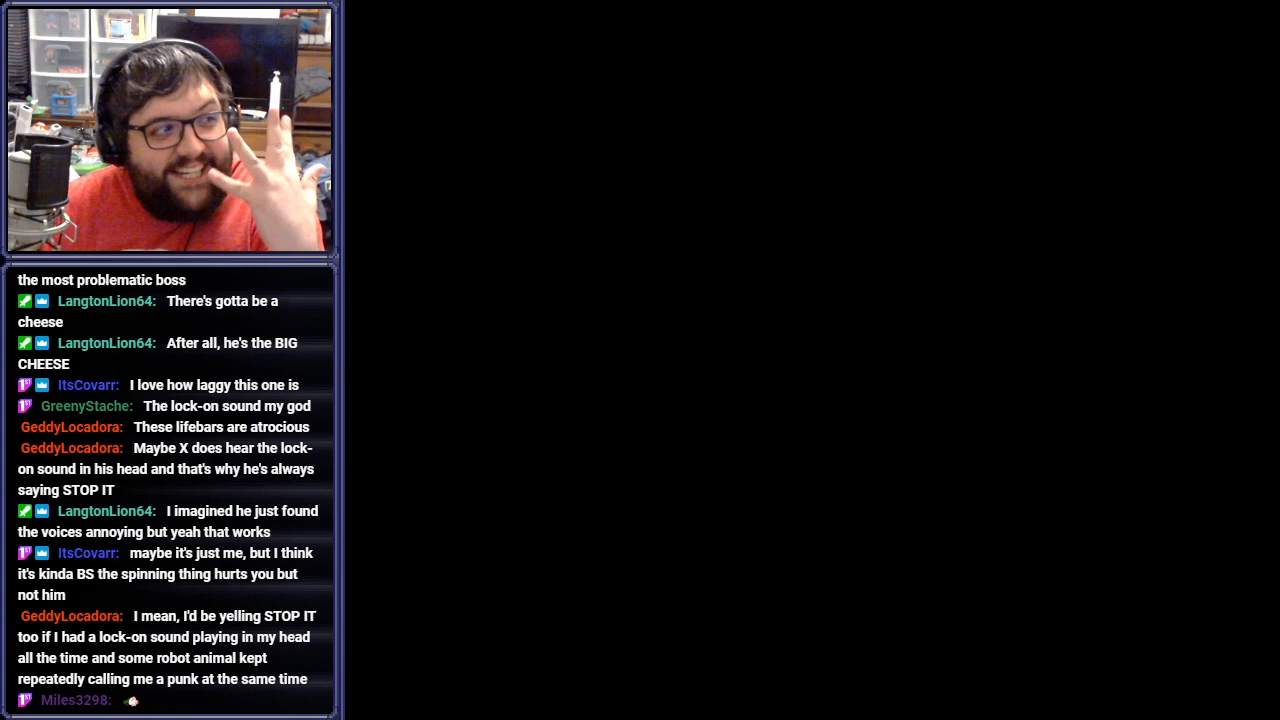 the most problematic boss
LangtonLion64: There's gotta be a
cheese
LangtonLion64: After all, he's the BIG
CHEESE
ItsCovarr: I love how laggy this one is
GreenyStache: The lock-on sound my god
GeddyLocadora: These lifebars are atrocious
GeddyLocadora: Maybe X does hear the lock-
on sound in his head and that's why he's always
saying STOP IT
LangtonLion64: I imagined he just found
the voices annoying but yeah that works
ItsCovarr: maybe it's just me, but I think
it's kinda BS the spinning thing hurts you but
not him
GeddyLocadora: I mean, I'd be yelling STOP IT
too if I had a lock-on sound playing in my head
all the time and some robot animal kept
repeatedly calling me a punk at the same time
Miles3298: